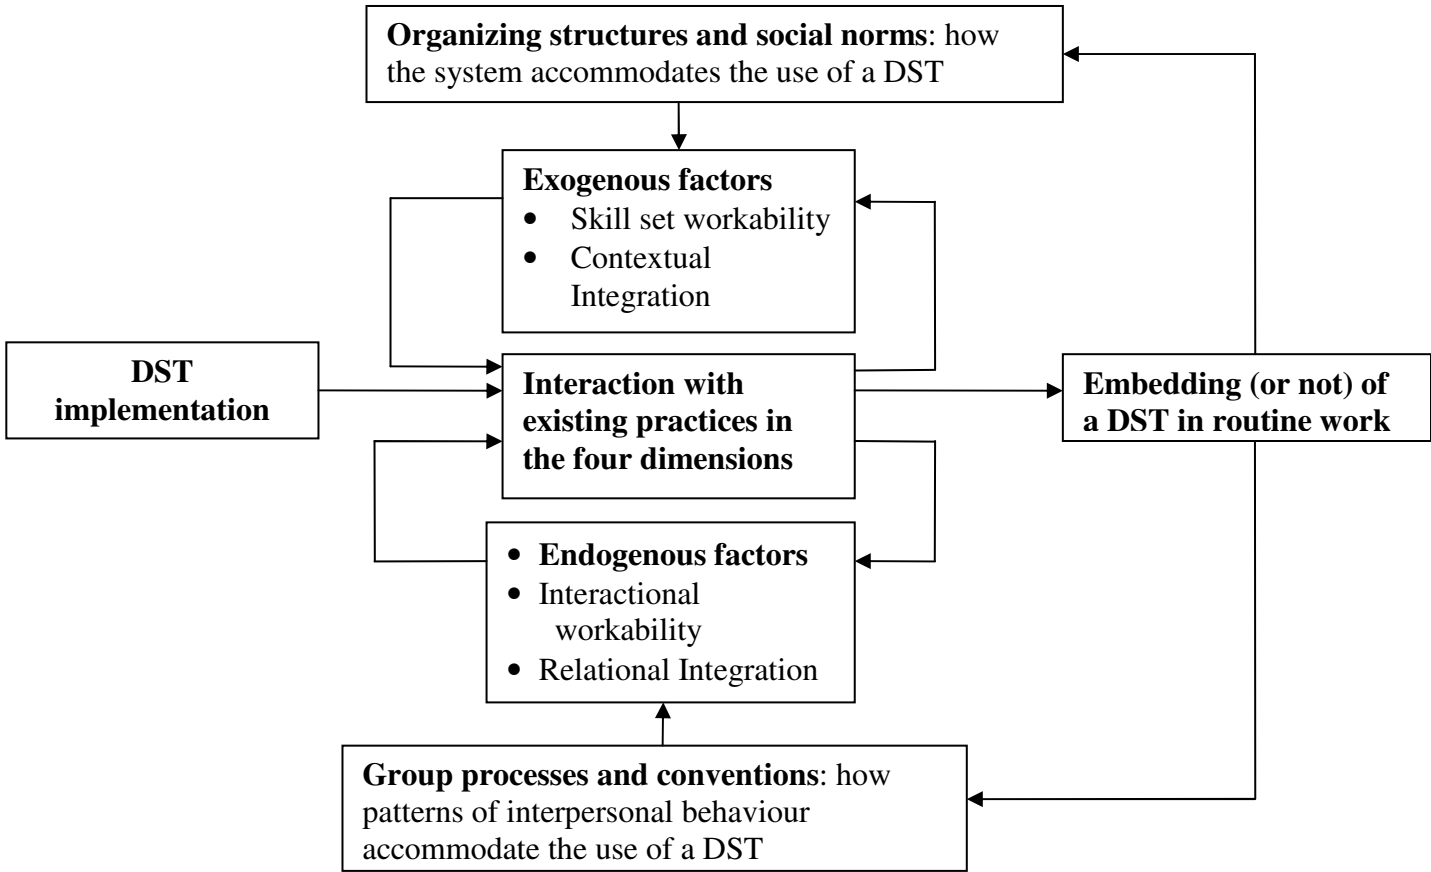 Organizing structures and social norms: how
the system accommodates the use of a DST
Exogenous factors
• Skill set workability
• Contextual
Integration
DST
implementation
Interaction with
existing practices in
the four dimensions
Embedding (or not) of
a DST in routine work
• Endogenous factors
• Interactional
workability
• Relational Integration
Group processes and conventions: how
patterns of interpersonal behaviour
accommodate the use of a DST